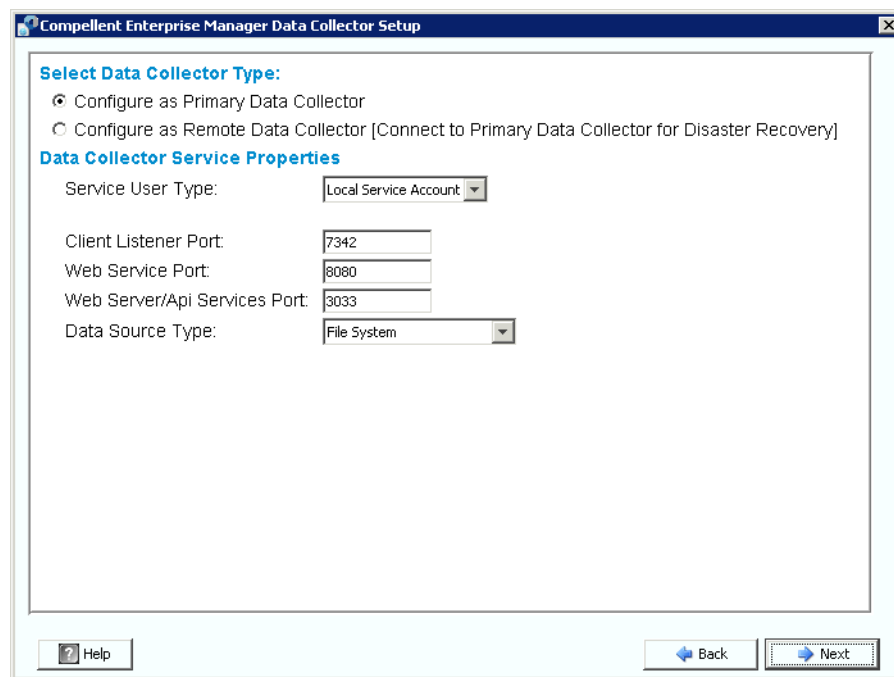 Compellent Enterprise Manager Data Collector Setup
Select Data Collector Type:
Configure as Primary Data Collector
Configure as Remote Data Collector [Connect to Primary Data Collector for Disaster Recovery]
Data Collector Service Properties
Service User Type: Local Service Account
Client Listener Port: 7342
Web Service Port: 8080
Web Server/Api Services Port: 3033
Data Source Type: File System
? Help Back Next